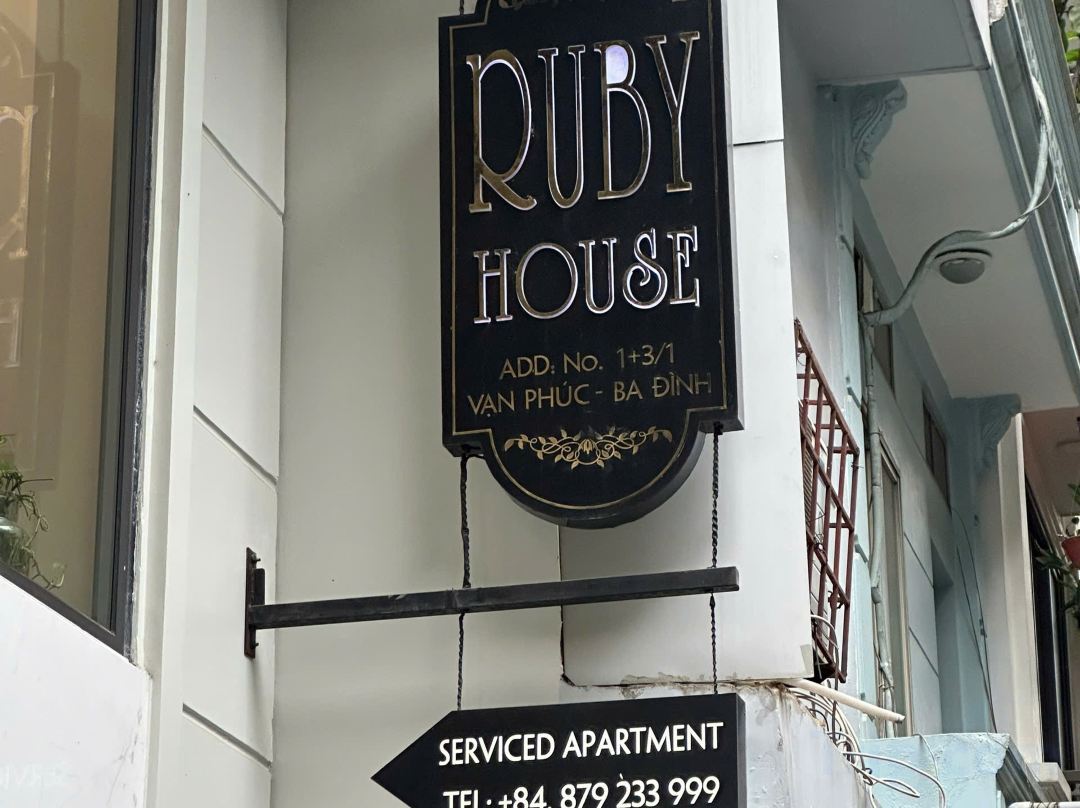 RUBY
HOUSE
ADD: No. 1+3/1
VẠN PHÚC - BA ĐÌNH
SERVICED APARTMENT
TEL: +84. 879 233 999